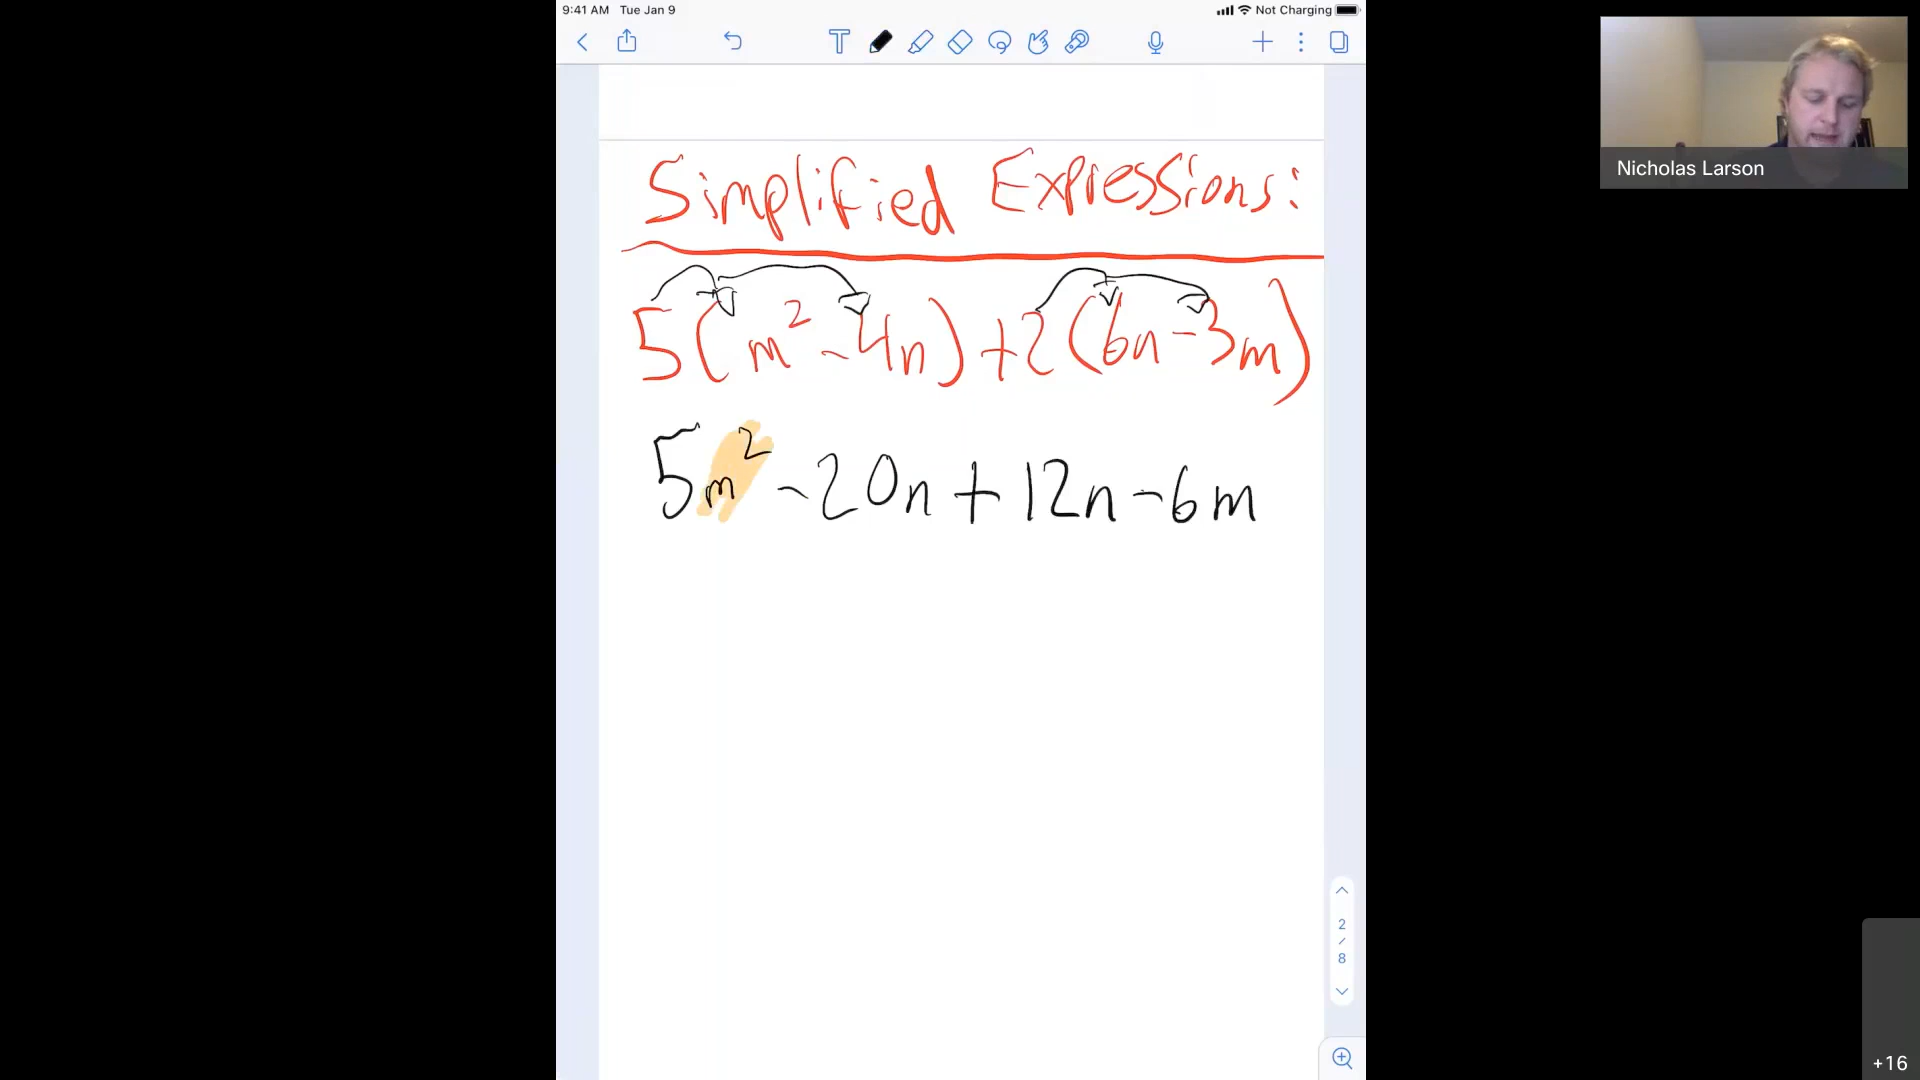 9:41 AM Tue Jan 9
Not Charging
Nicholas Larson
Simplified Expressions:
5(m² - 4n) + 2(6n - 3m)
5m² - 20n + 12n - 6m
2
/
8
+16